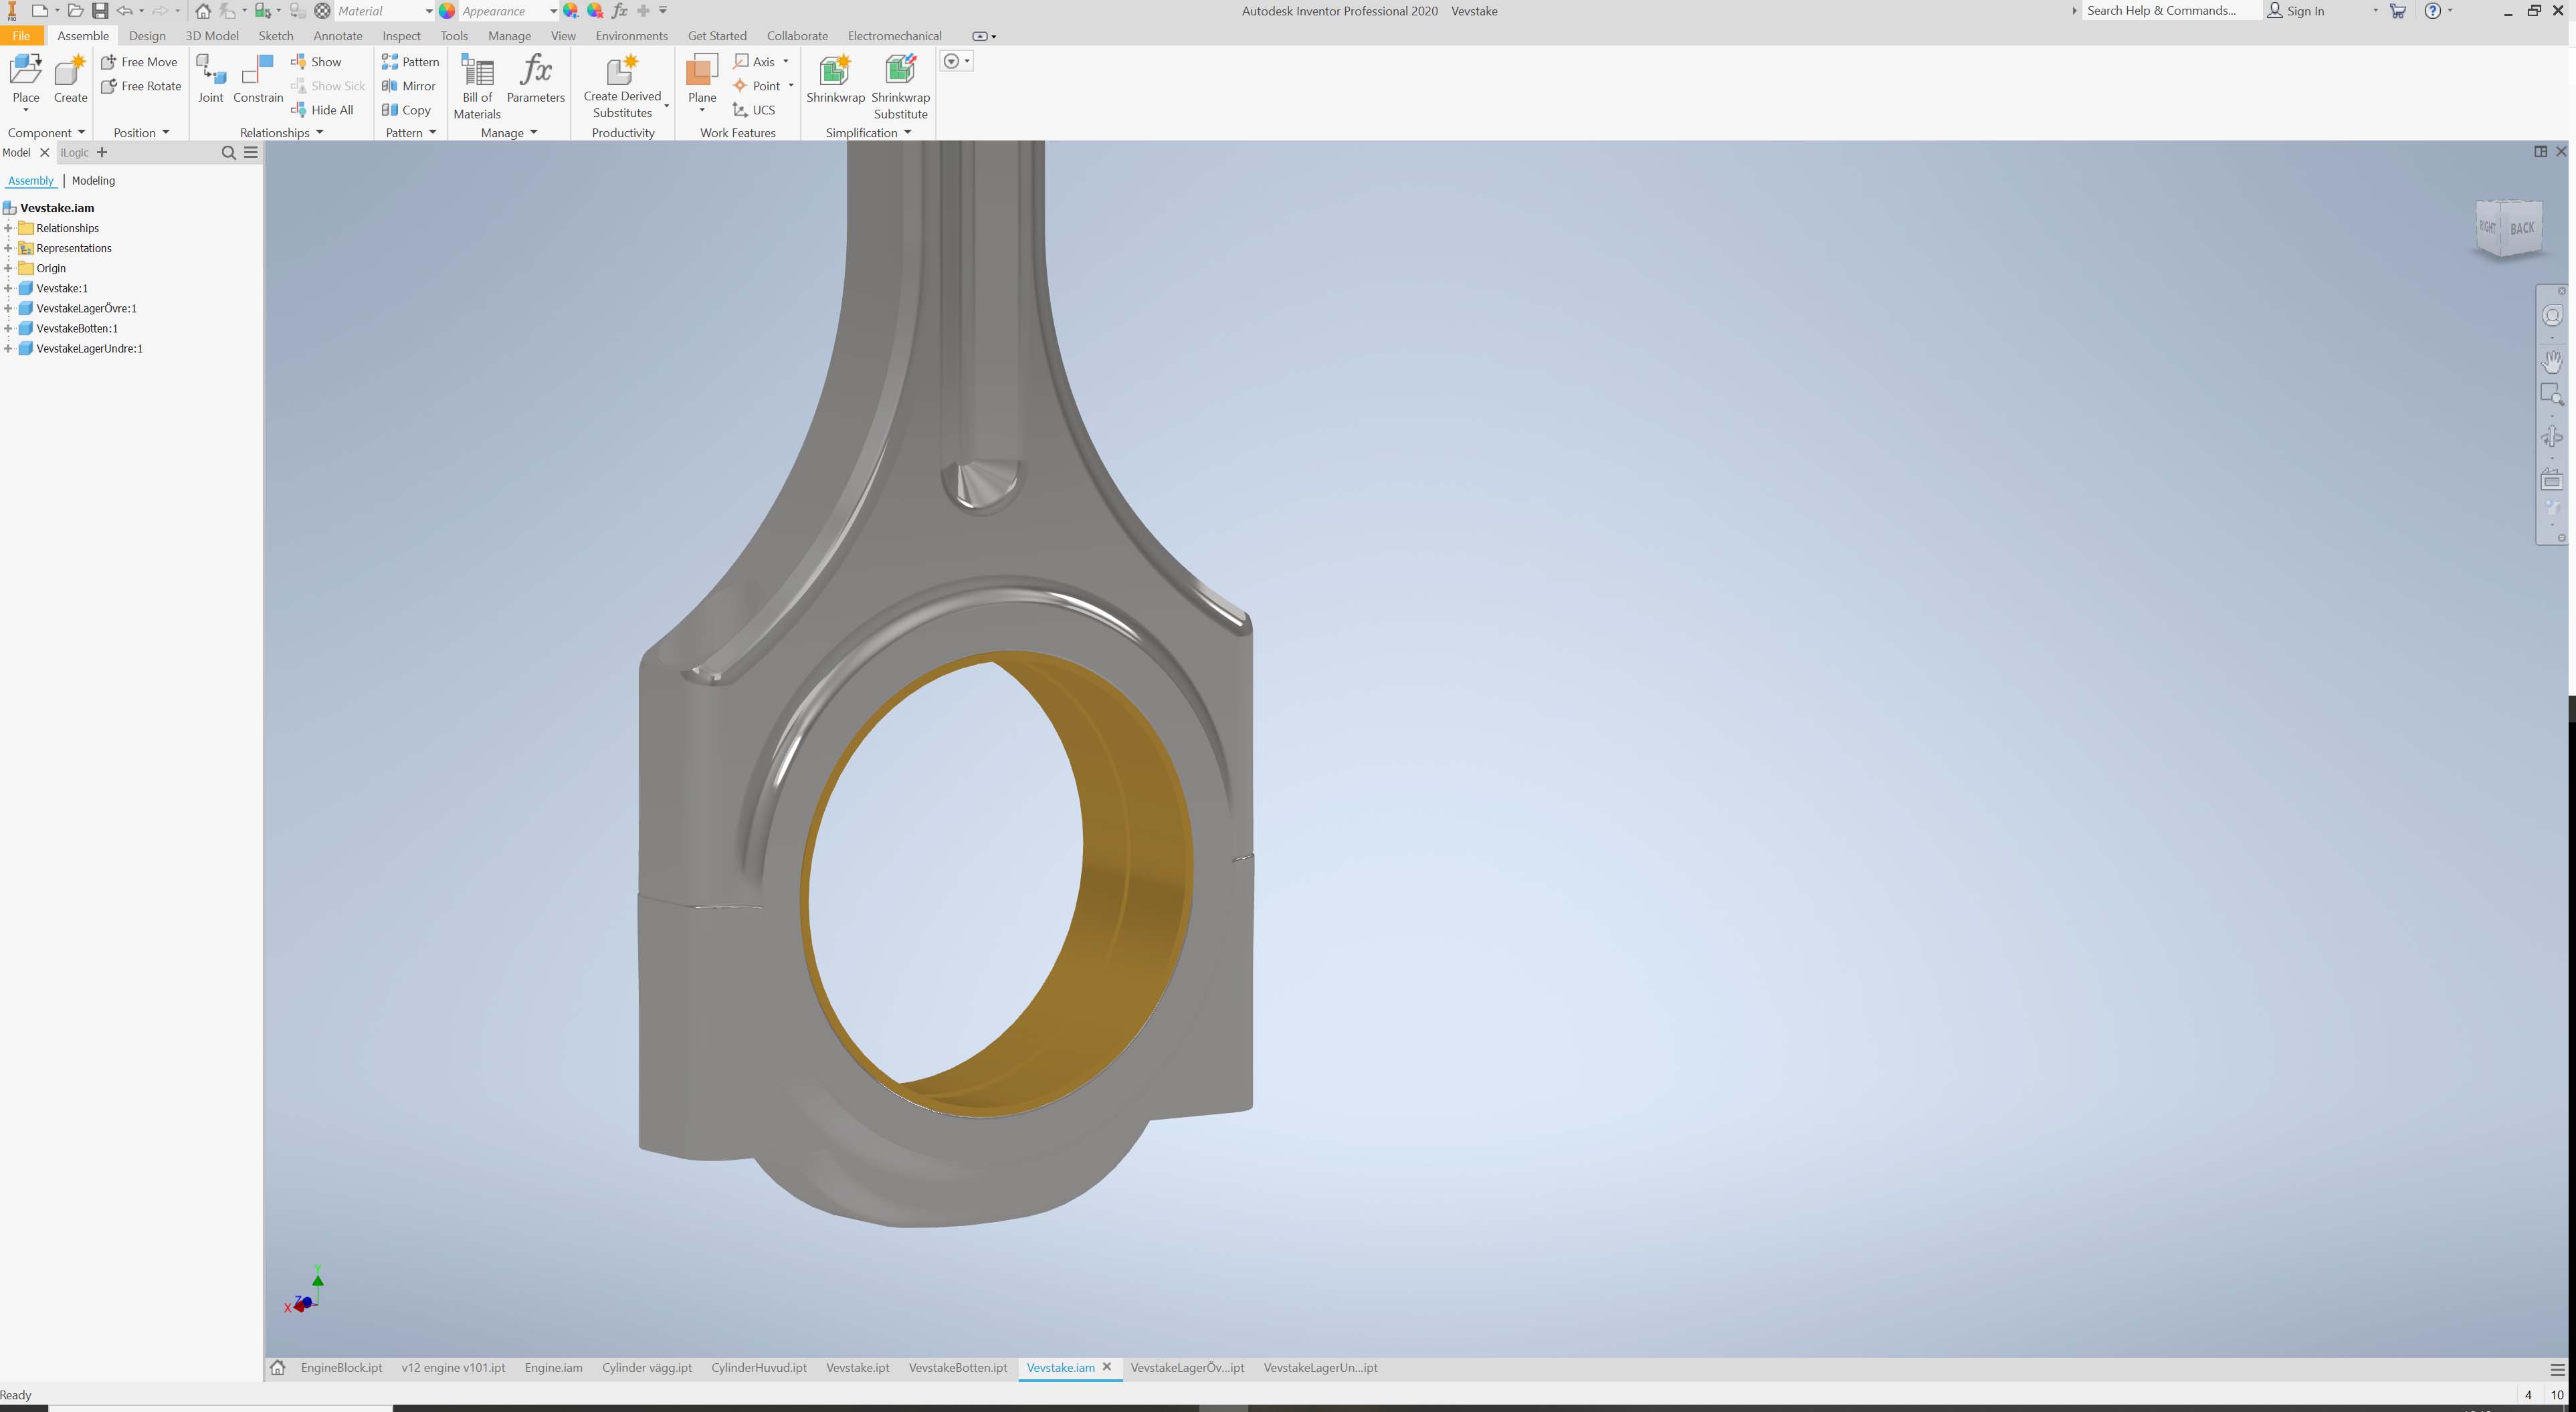 Material
Appearance
fx
Autodesk Inventor Professional 2020 Vevstake
Search Help & Commands...
Sign In
File Assemble Design 3D Model Sketch Annotate Inspect Tools Manage View Environments Get Started Collaborate Electromechanical
Place
Create
Component
Free Move
Free Rotate
Position
Joint
Constrain
Show
Show Sick
Hide All
Relationships
Pattern
Mirror
Copy
Pattern
Bill of
Materials
fx
Parameters
Manage
Create Derived
Substitutes
Productivity
Plane
Axis
Point
UCS
Work Features
Shrinkwrap
Shrinkwrap
Substitute
Simplification
Model iLogic
Assembly | Modeling
Vevstake.iam
Relationships
Representations
Origin
Vevstake:1
VevstakeLagerÖvre:1
VevstakeBotten:1
VevstakeLagerUndre:1
RIGHT BACK
Y
Z
X
EngineBlock.ipt v12 engine v101.ipt Engine.iam Cylinder vägg.ipt CylinderHuvud.ipt Vevstake.ipt VevstakeBotten.ipt Vevstake.iam VevstakeLagerÖv...ipt VevstakeLagerUn...ipt
Ready
4 10